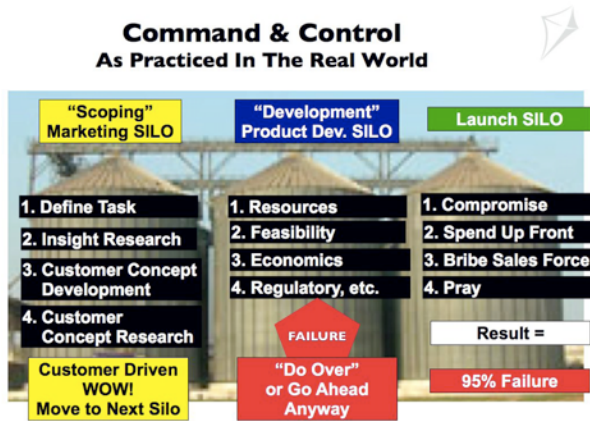 Command & Control
As Practiced In The Real World
“Scoping”
Marketing SILO
1. Define Task
2. Insight Research
3. Customer Concept
Development
4. Customer
Concept Research
Customer Driven
WOW!
Move to Next Silo
“Development”
Product Dev. SILO
1. Resources
2. Feasibility
3. Economics
4. Regulatory, etc.
FAILURE
“Do Over”
or Go Ahead
Anyway
Launch SILO
1. Compromise
2. Spend Up Front
3. Bribe Sales Force
4. Pray
Result =
95% Failure